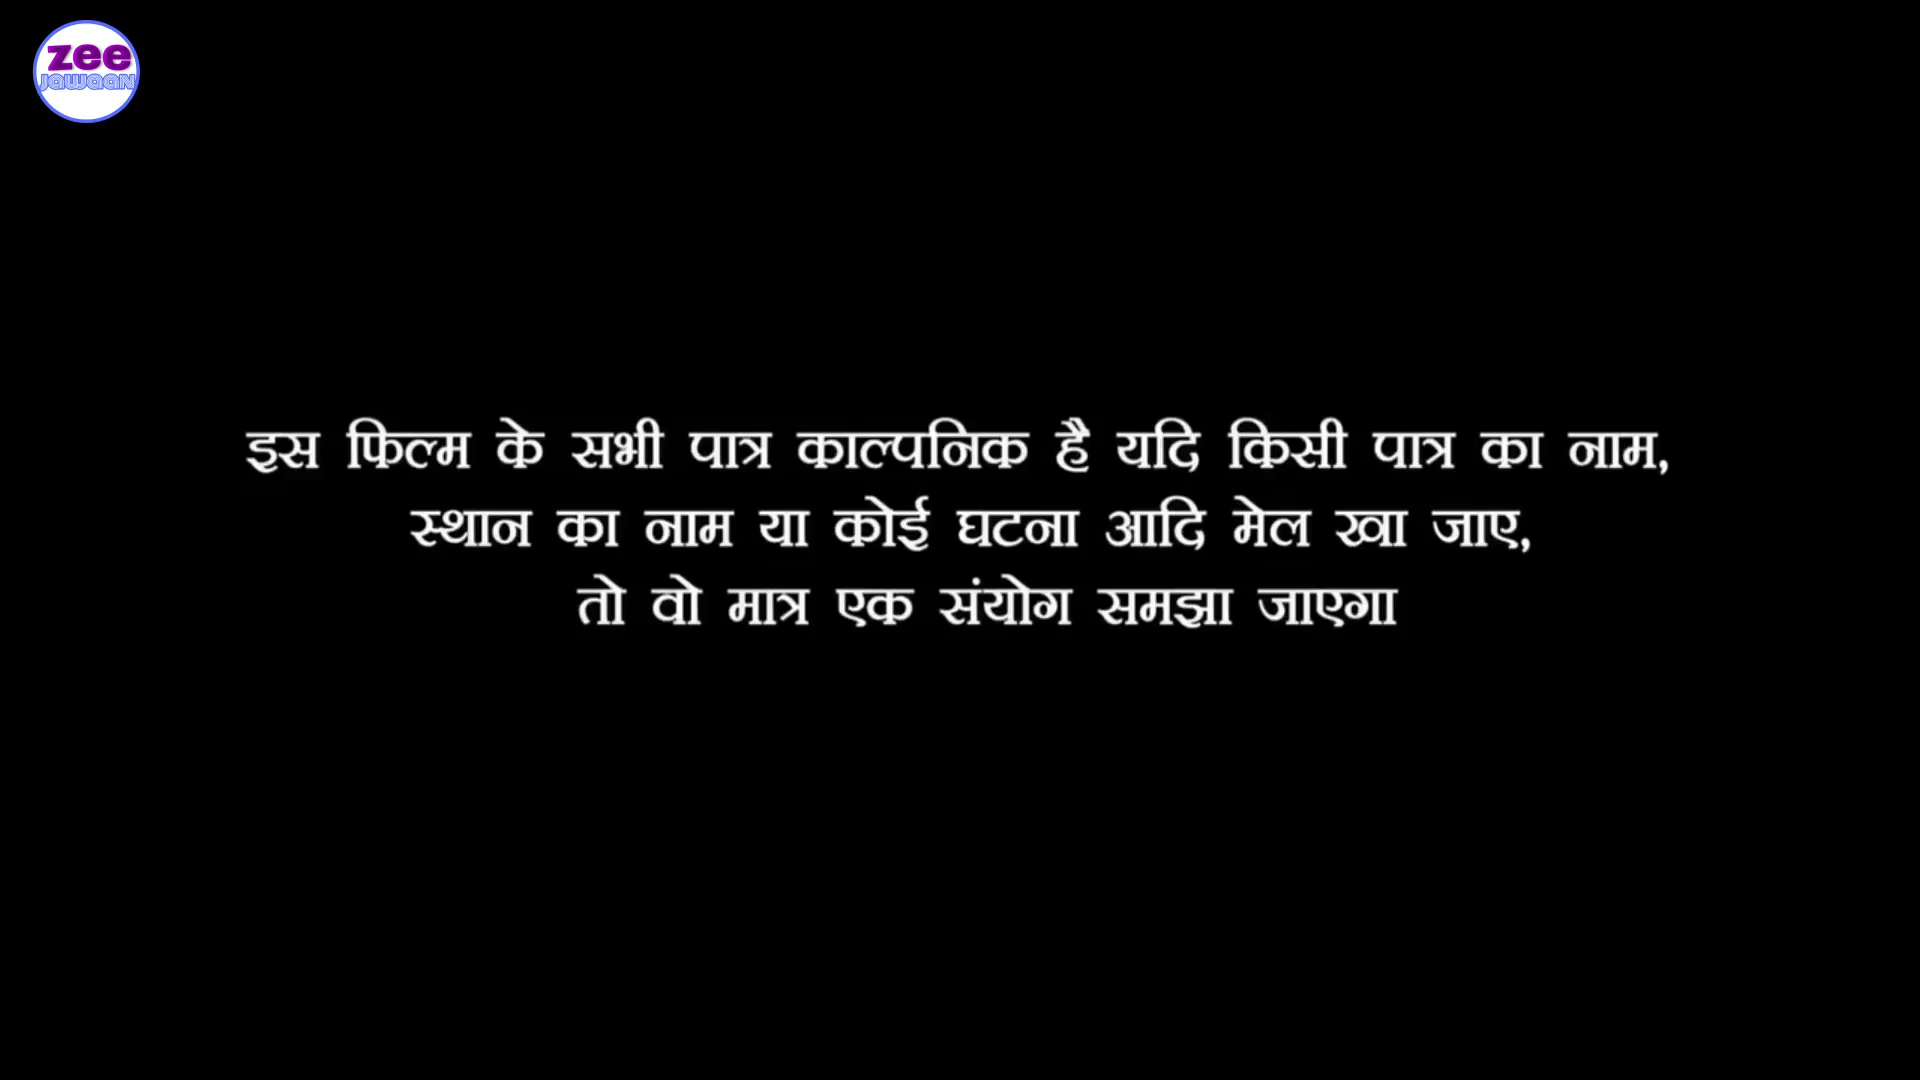 zee
JAWAAN
इस फिल्म के सभी पात्र काल्पनिक है यदि किसी पात्र का नाम,
स्थान का नाम या कोई घटना आदि मेल खा जाए,
तो वो मात्र एक संयोग समझा जाएगा